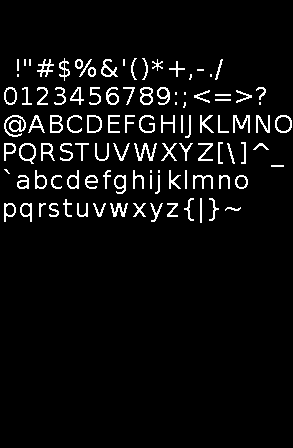 !"#$%&'()*+,-./
0123456789:;<=>?
@ABCDEFGHIJKLMNO
PQRSTUVWXYZ[\]^_
`abcdefghijklmno
pqrstuvwxyz{|}~